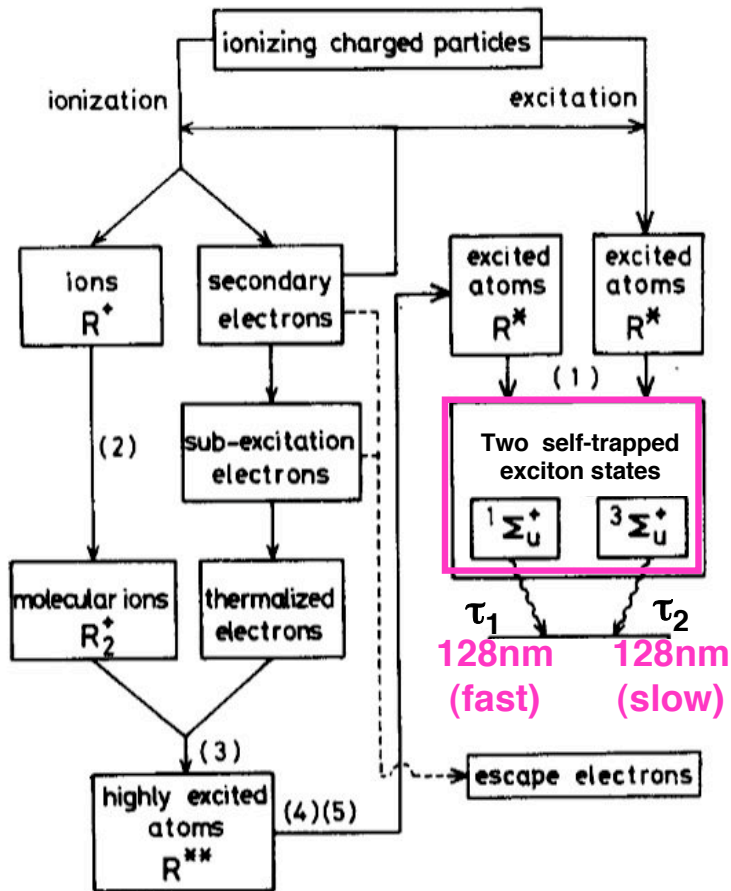 ionizing charged particles
ionization
excitation
ions
R⁺
secondary
electrons
excited
atoms
R*
excited
atoms
R*
(1)
(2)
sub-excitation
electrons
Two self-trapped
exciton states
¹Σᵤ⁺
³Σᵤ⁺
molecular ions
R₂⁺
thermalized
electrons
τ₁
τ₂
128nm
(fast)
128nm
(slow)
(3)
highly excited
atoms
R**
(4)(5)
escape electrons